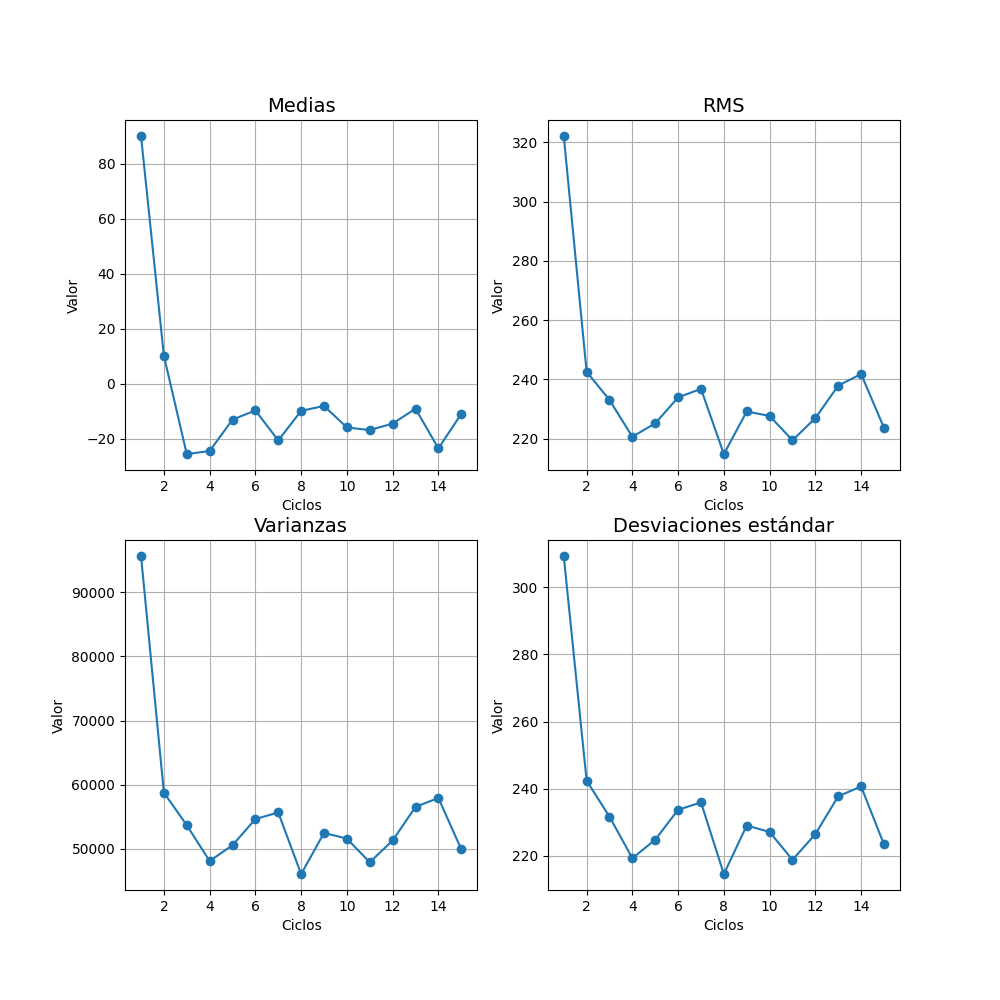 Medias
80
60
40
20
0
−20
Valor
2 4 6 8 10 12 14
Ciclos
RMS
320
300
280
260
240
220
Valor
2 4 6 8 10 12 14
Ciclos
Varianzas
90000
80000
70000
60000
50000
Valor
2 4 6 8 10 12 14
Ciclos
Desviaciones estándar
300
280
260
240
220
Valor
2 4 6 8 10 12 14
Ciclos